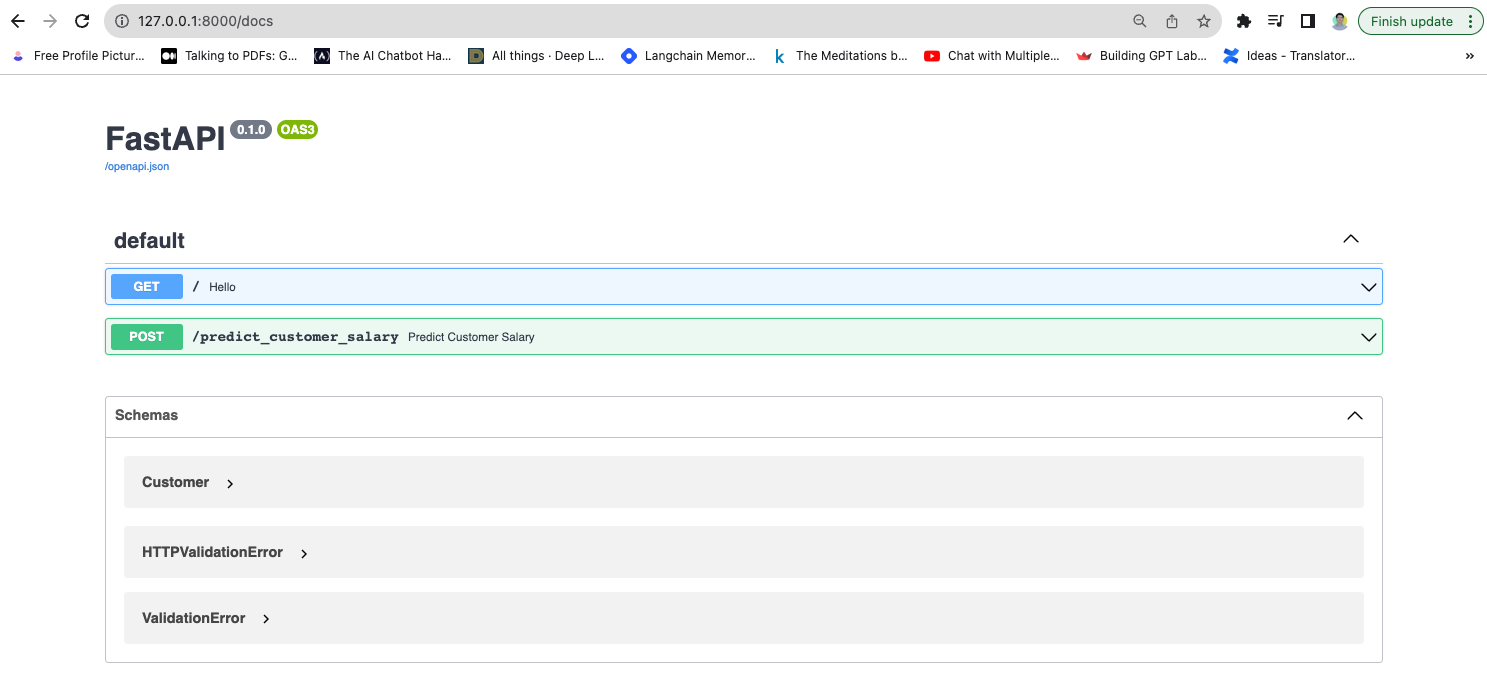 127.0.0.1:8000/docs
Finish update
Free Profile Pictur... Talking to PDFs: G... The AI Chatbot Ha... All things · Deep L... Langchain Memor... The Meditations b... Chat with Multiple... Building GPT Lab... Ideas - Translator... »
FastAPI 0.1.0 OAS3
/openapi.json
default
GET / Hello
POST /predict_customer_salary Predict Customer Salary
Schemas
Customer
HTTPValidationError
ValidationError